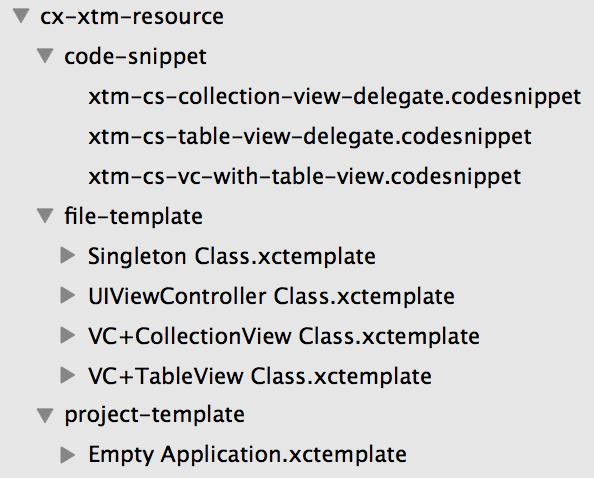 cx-xtm-resource
code-snippet
xtm-cs-collection-view-delegate.codesnippet
xtm-cs-table-view-delegate.codesnippet
xtm-cs-vc-with-table-view.codesnippet
file-template
Singleton Class.xctemplate
UIViewController Class.xctemplate
VC+CollectionView Class.xctemplate
VC+TableView Class.xctemplate
project-template
Empty Application.xctemplate